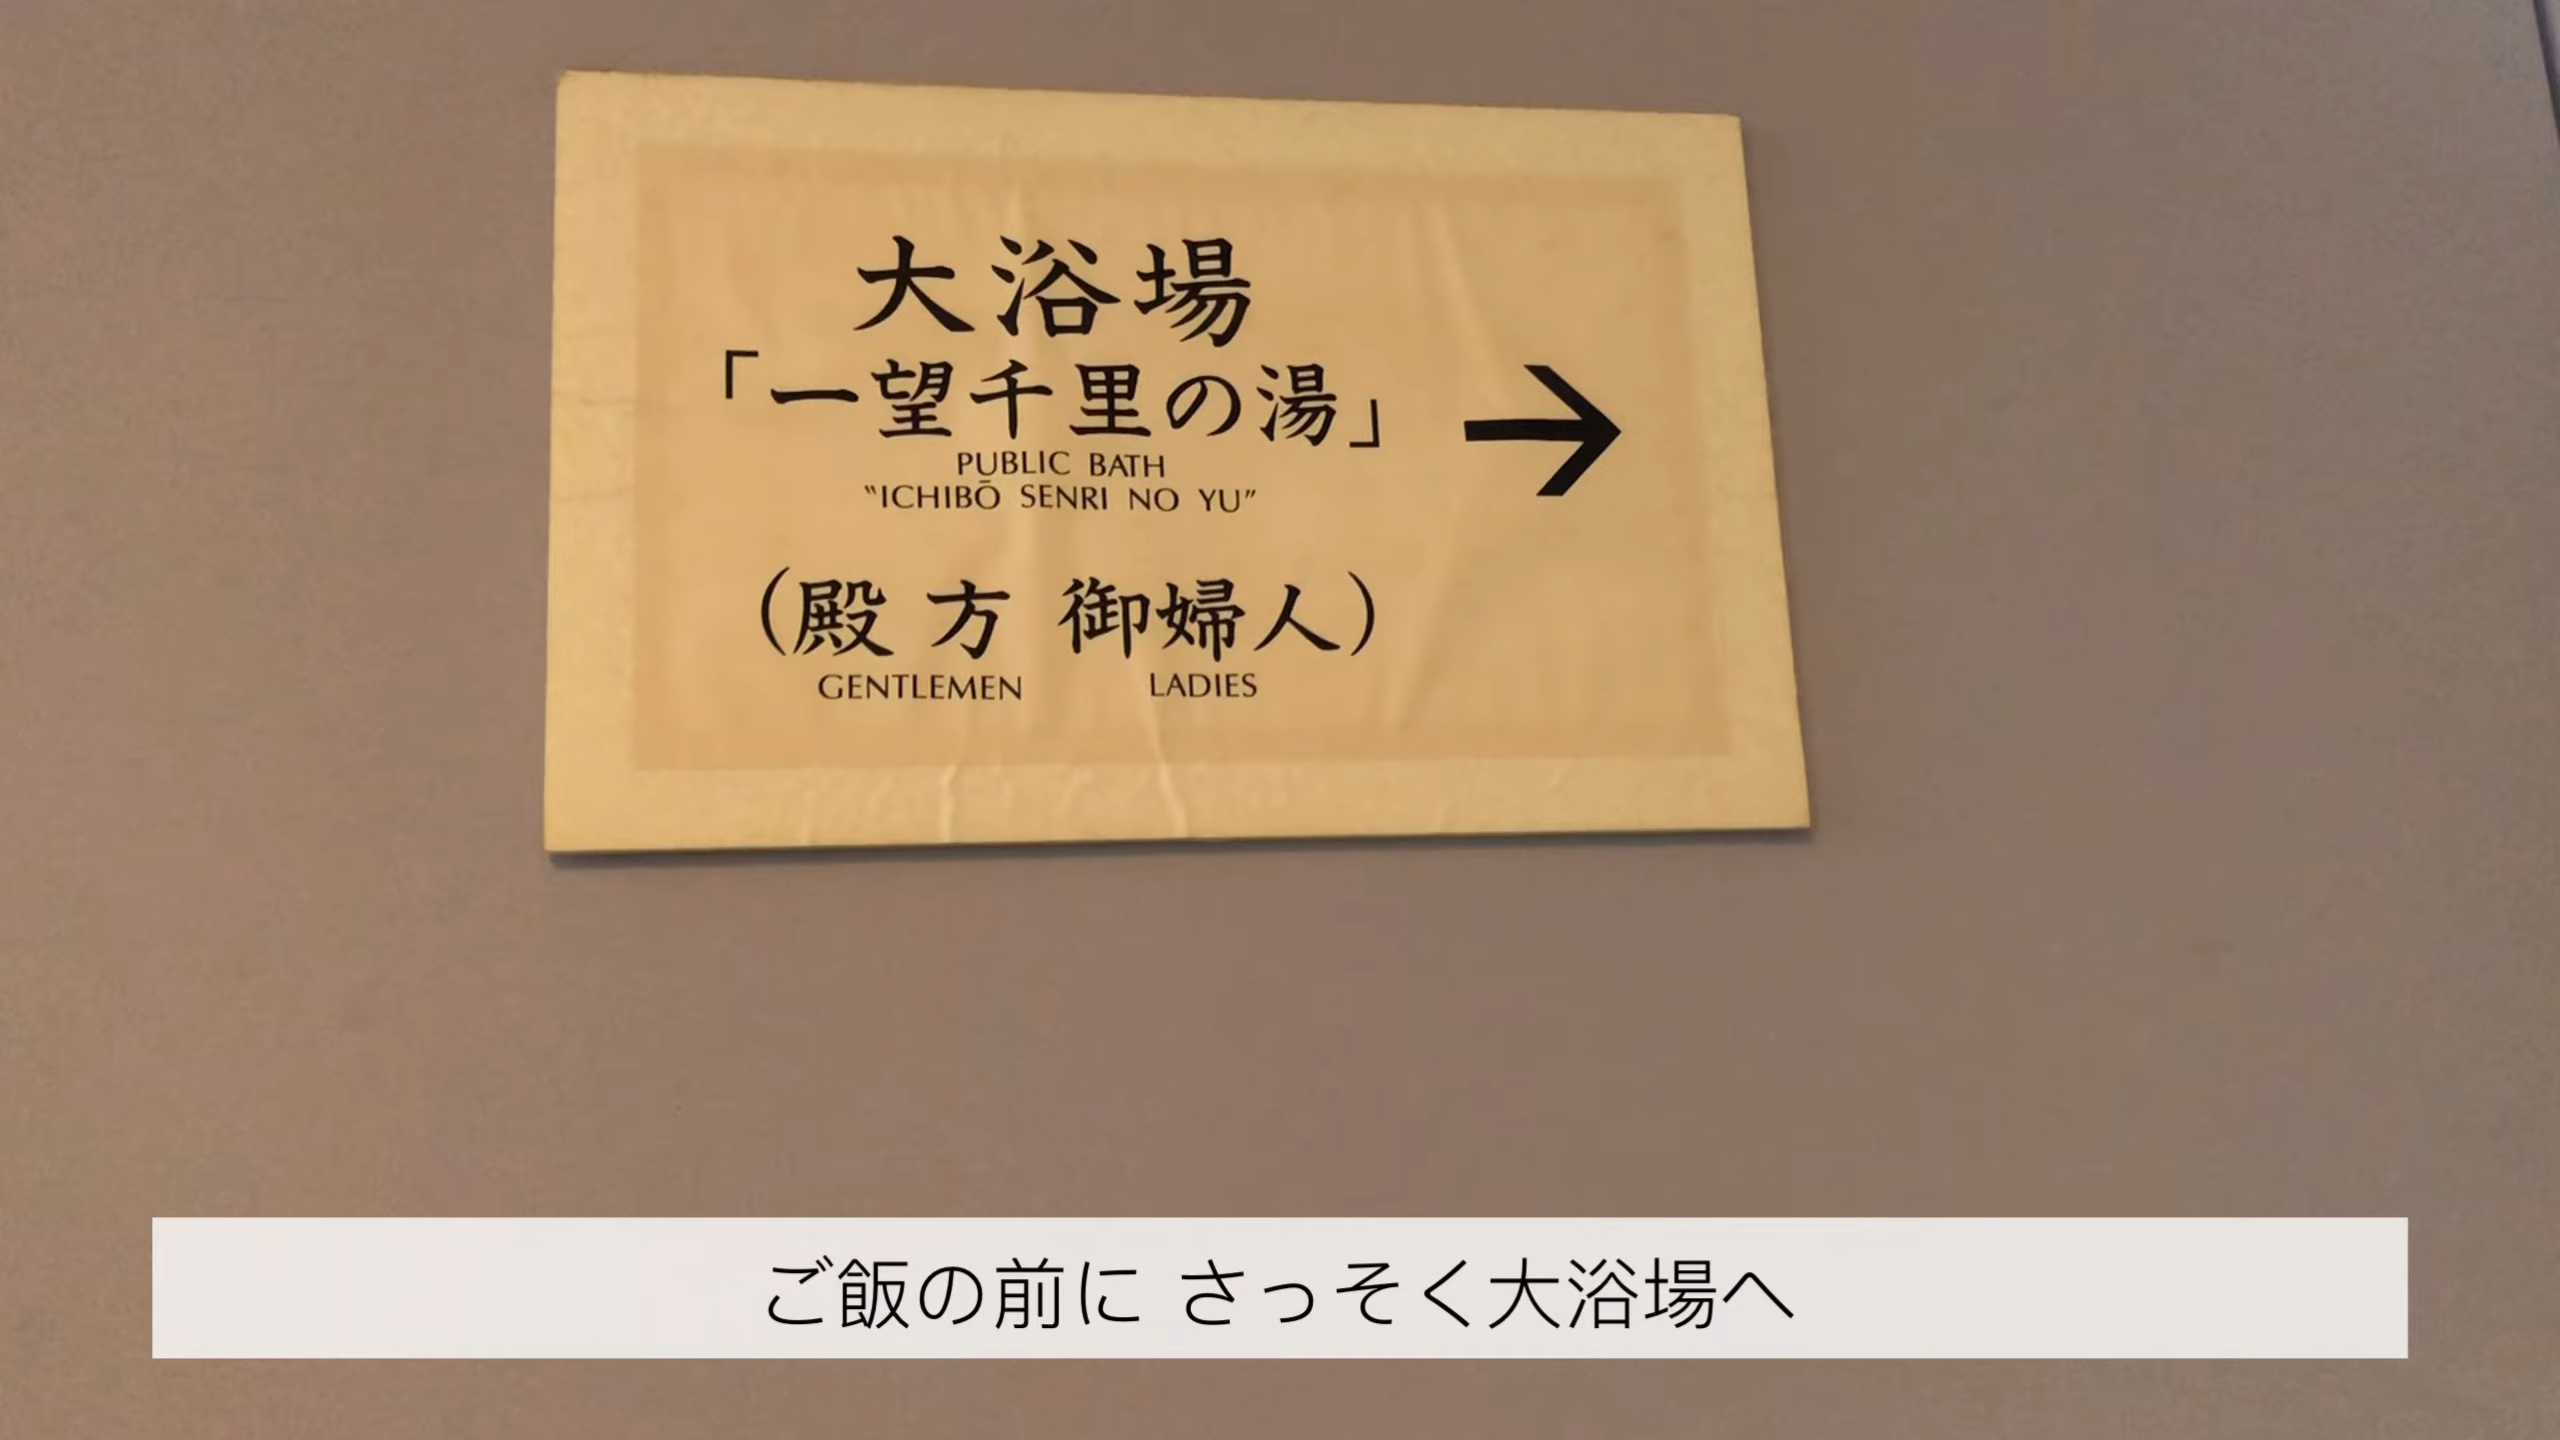 大浴場
「一望千里の湯」
→
PUBLIC BATH
"ICHIBŌ SENRI NO YU"
(殿方 御婦人)
GENTLEMEN LADIES
ご飯の前に さっそく大浴場へ